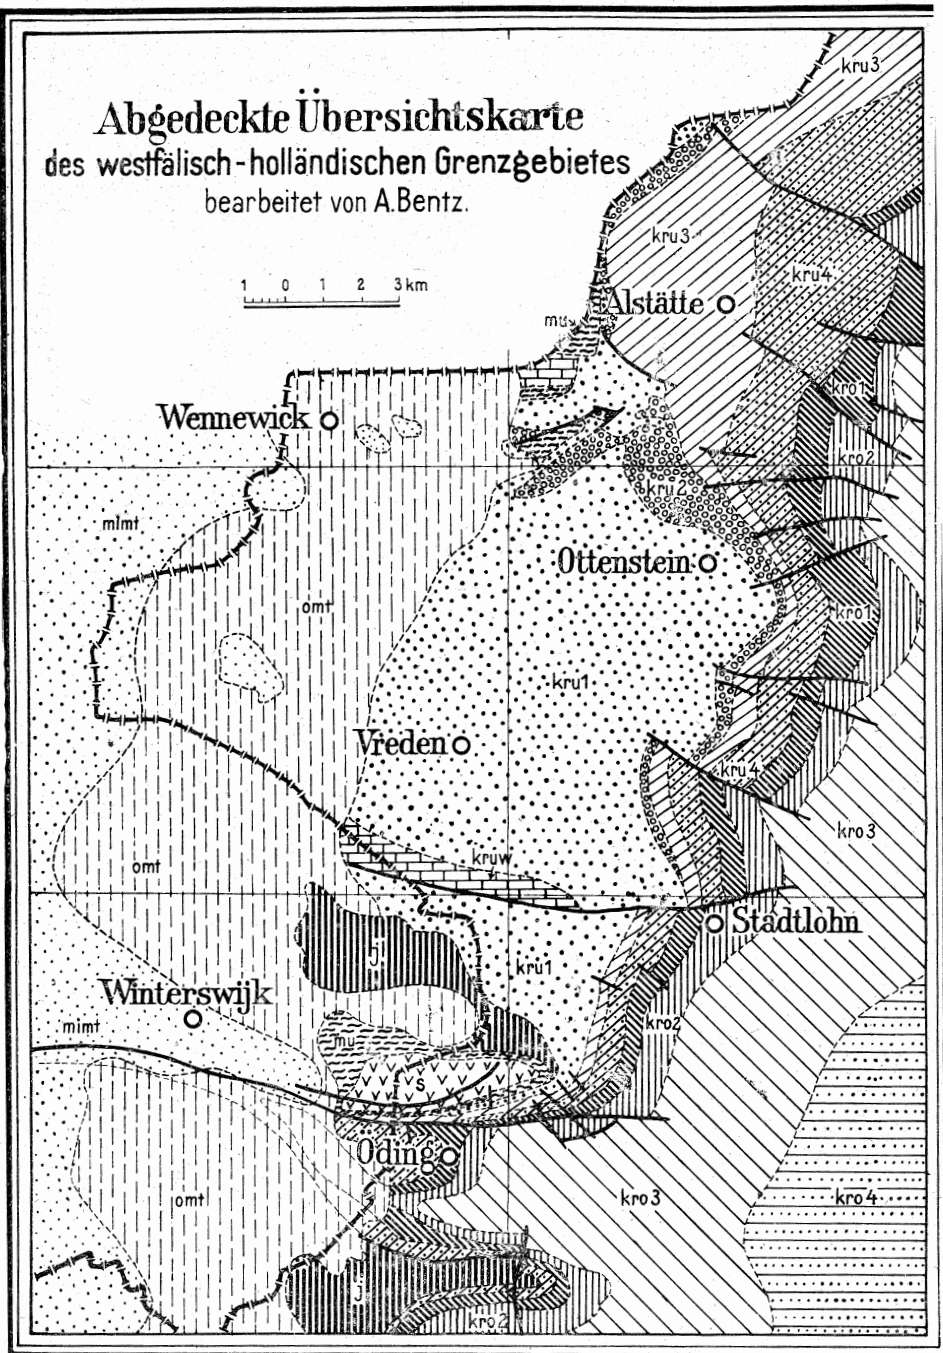 Abgedeckte Übersichtskarte
des westfälisch-holländischen Grenzgebietes
bearbeitet von A.Bentz.
1 0 1 2 3 km
kru3
kru3
kru4
Alstätte
mu
Wennewick
kro1
kro2
kru2
mimt
Ottenstein
omt
kro1
kru1
Vreden
kru4
kro3
kruw
omt
Stadtlohn
j
kru1
Winterswijk
mimt
kro2
mu
s
Oding
omt
kro3
kro4
j
kro2